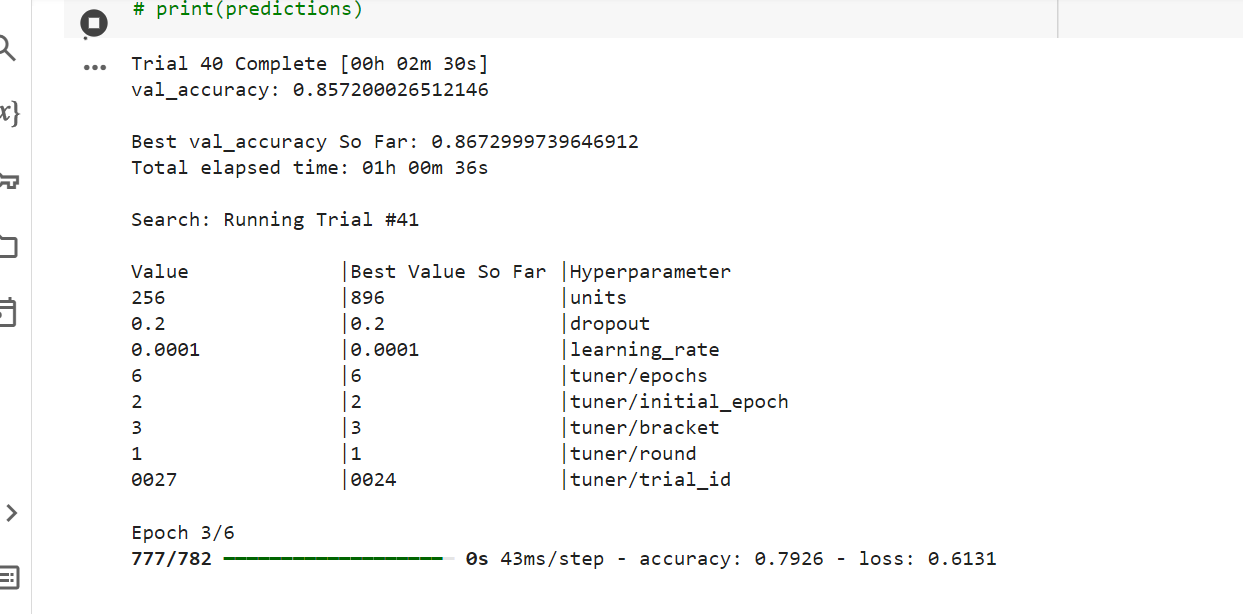 # print(predictions)
Trial 40 Complete [00h 02m 30s]
val_accuracy: 0.857200026512146
Best val_accuracy So Far: 0.8672999739646912
Total elapsed time: 01h 00m 36s
Search: Running Trial #41
Value |Best Value So Far |Hyperparameter
256 |896 |units
0.2 |0.2 |dropout
0.0001 |0.0001 |learning_rate
6 |6 |tuner/epochs
2 |2 |tuner/initial_epoch
3 |3 |tuner/bracket
1 |1 |tuner/round
0027 |0024 |tuner/trial_id
Epoch 3/6
777/782 0s 43ms/step - accuracy: 0.7926 - loss: 0.6131